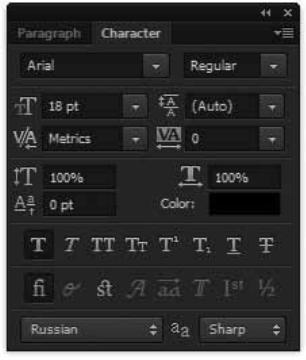 Paragraph Character
Arial Regular
18 pt (Auto)
Metrics 0
100% 100%
0 pt Color:
T T TT Tт T¹ T₁ T T
fi st A ad T 1st ½
Russian aa Sharp